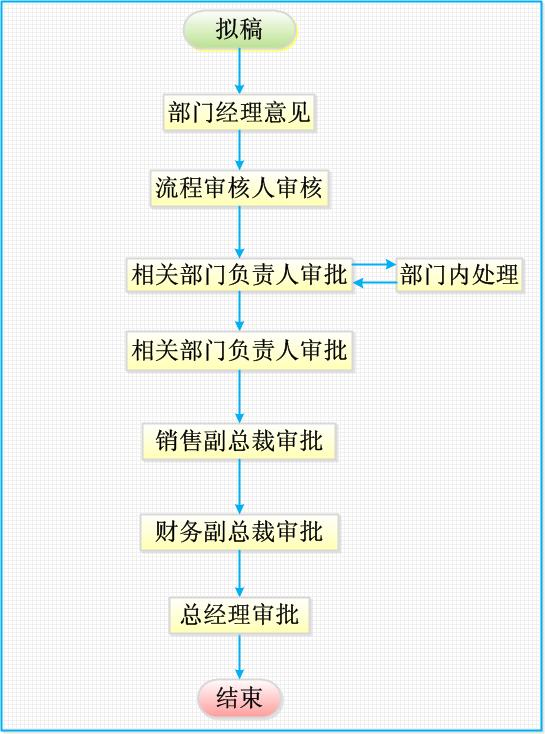 拟稿
部门经理意见
流程审核人审核
相关部门负责人审批
部门内处理
相关部门负责人审批
销售副总裁审批
财务副总裁审批
总经理审批
结束